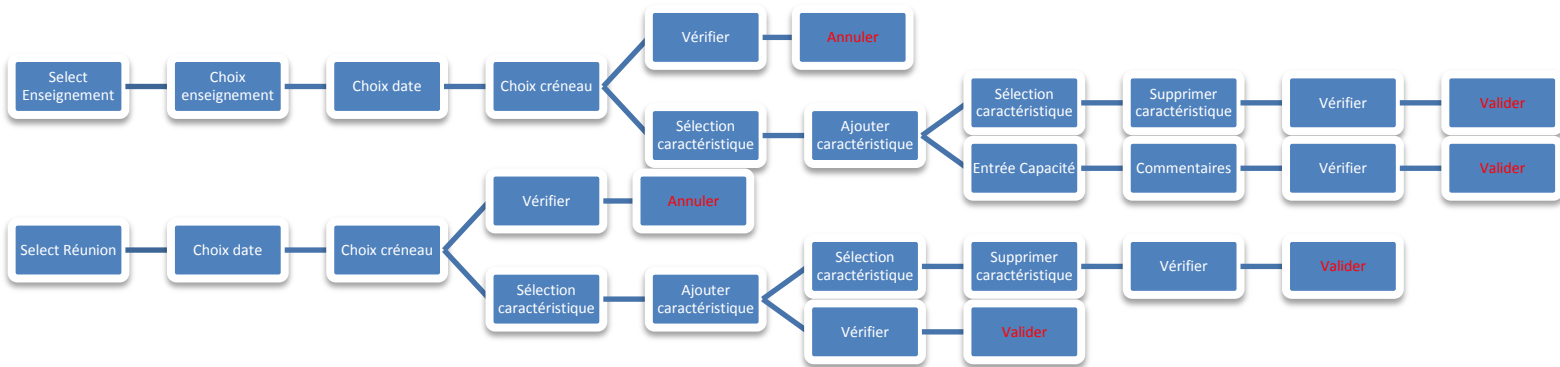 Vérifier
Annuler
Select
Enseignement
Choix
enseignement
Choix date
Choix créneau
Sélection
caractéristique
Ajouter
caractéristique
Sélection
caractéristique
Supprimer
caractéristique
Vérifier
Valider
Entrée Capacité
Commentaires
Vérifier
Valider
Vérifier
Annuler
Select Réunion
Choix date
Choix créneau
Sélection
caractéristique
Ajouter
caractéristique
Sélection
caractéristique
Supprimer
caractéristique
Vérifier
Valider
Vérifier
Valider